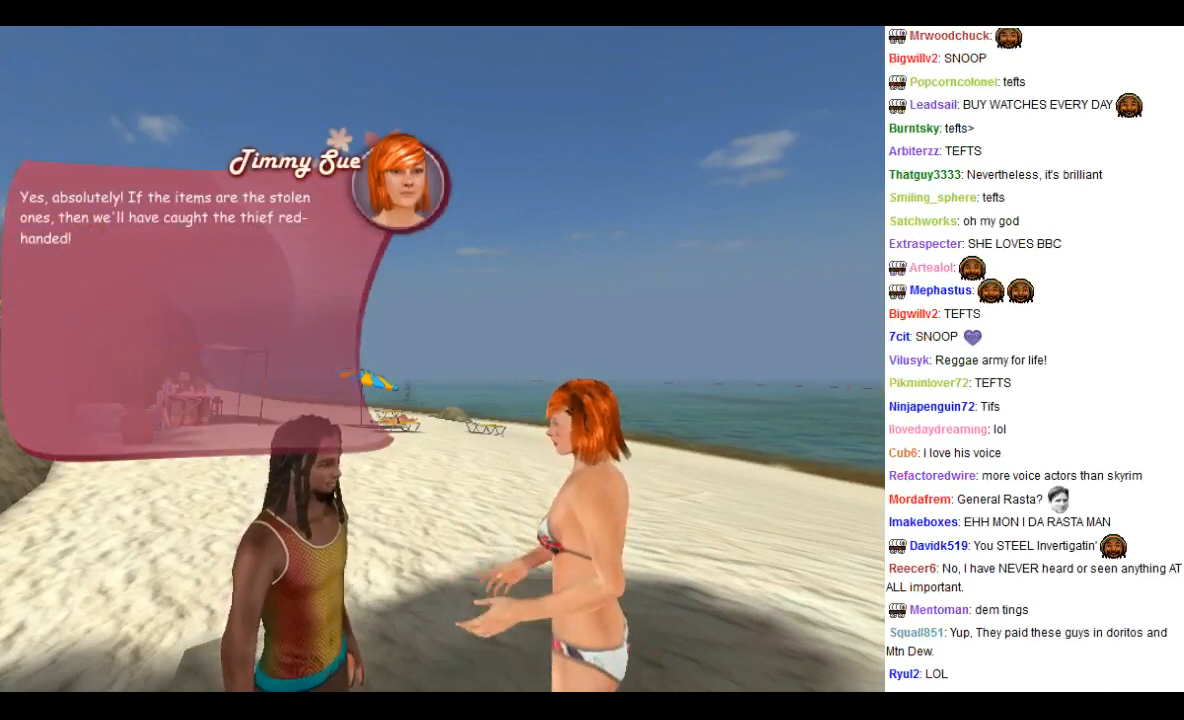 Jimmy Sue
Yes, absolutely! If the items are the stolen
ones, then we'll have caught the thief red-
handed!
Mrwoodchuck:
Bigwillv2: SNOOP
Popcorncolonel: tefts
Leadsail: BUY WATCHES EVERY DAY
Burntsky: tefts>
Arbiterzz: TEFTS
Thatguy3333: Nevertheless, it's brilliant
Smiling_sphere: tefts
Satchworks: oh my god
Extraspecter: SHE LOVES BBC
Artealol:
Mephastus:
Bigwillv2: TEFTS
7cit: SNOOP
Vilusyk: Reggae army for life!
Pikminlover72: TEFTS
Ninjapenguin72: Tifs
Ilovedaydreaming: lol
Cub6: I love his voice
Refactoredwire: more voice actors than skyrim
Mordafrem: General Rasta?
Imakeboxes: EHH MON I DA RASTA MAN
Davidk519: You STEEL Invertigatin'
Reecer6: No, I have NEVER heard or seen anything AT
ALL important.
Mentoman: dem tings
Squall851: Yup, They paid these guys in doritos and
Mtn Dew.
Ryul2: LOL